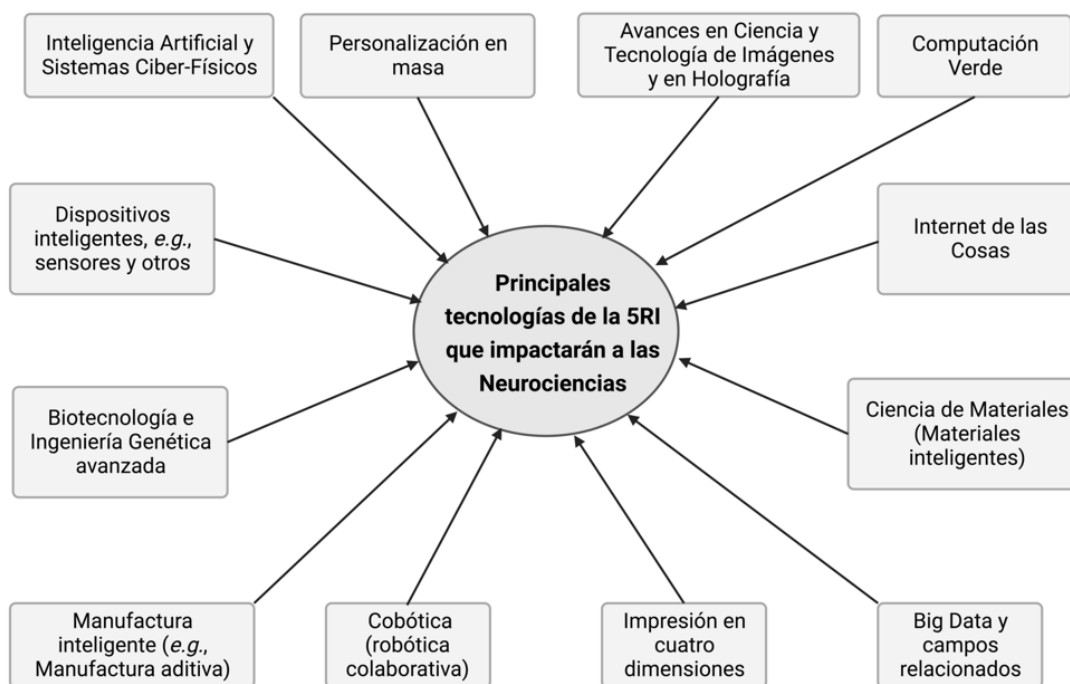 Inteligencia Artificial y
Sistemas Ciber-Físicos
Personalización en
masa
Avances en Ciencia y
Tecnología de Imágenes
y en Holografía
Computación
Verde
Dispositivos
inteligentes, e.g.,
sensores y otros
Internet de las
Cosas
Principales
tecnologías de la 5RI
que impactarán a las
Neurociencias
Biotecnología e
Ingeniería Genética
avanzada
Ciencia de Materiales
(Materiales
inteligentes)
Manufactura
inteligente (e.g.,
Manufactura aditiva)
Cobótica
(robótica
colaborativa)
Impresión en
cuatro
dimensiones
Big Data y
campos
relacionados